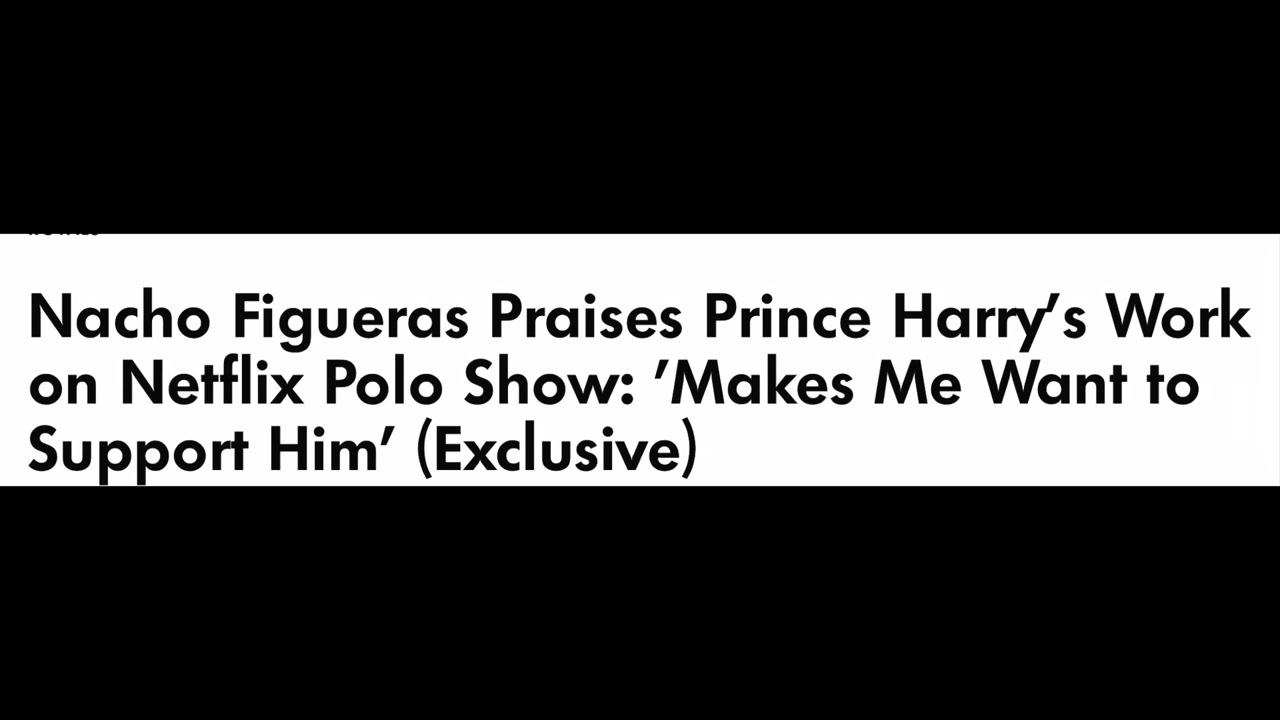 Nacho Figueras Praises Prince Harry’s Work
on Netflix Polo Show: ’Makes Me Want to
Support Him’ (Exclusive)